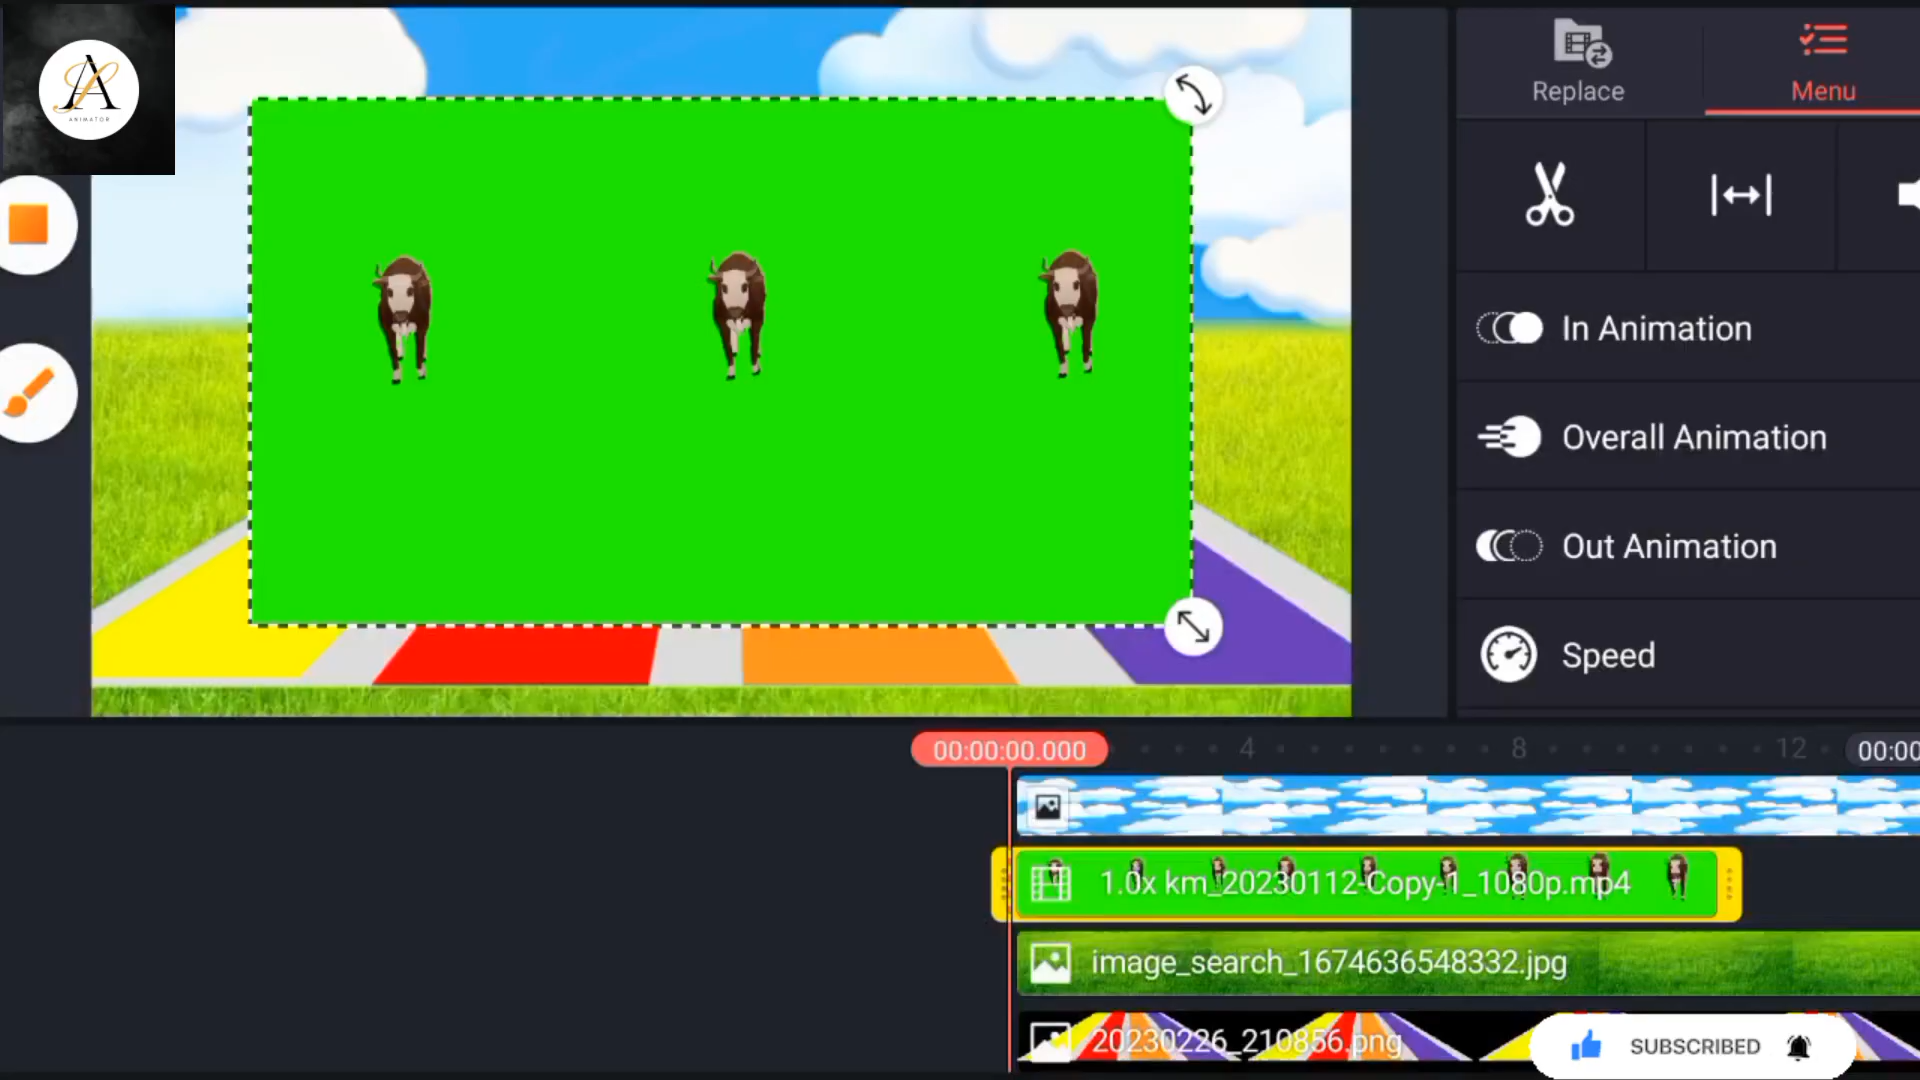 A
ANIMATOR
Replace
Menu
In Animation
Overall Animation
Out Animation
Speed
00:00:00.000
4
8
12
00:00
1.0x km_20230112-Copy-1_1080p.mp4
image_search_1674636548332.jpg
20230226_210856.png
SUBSCRIBED